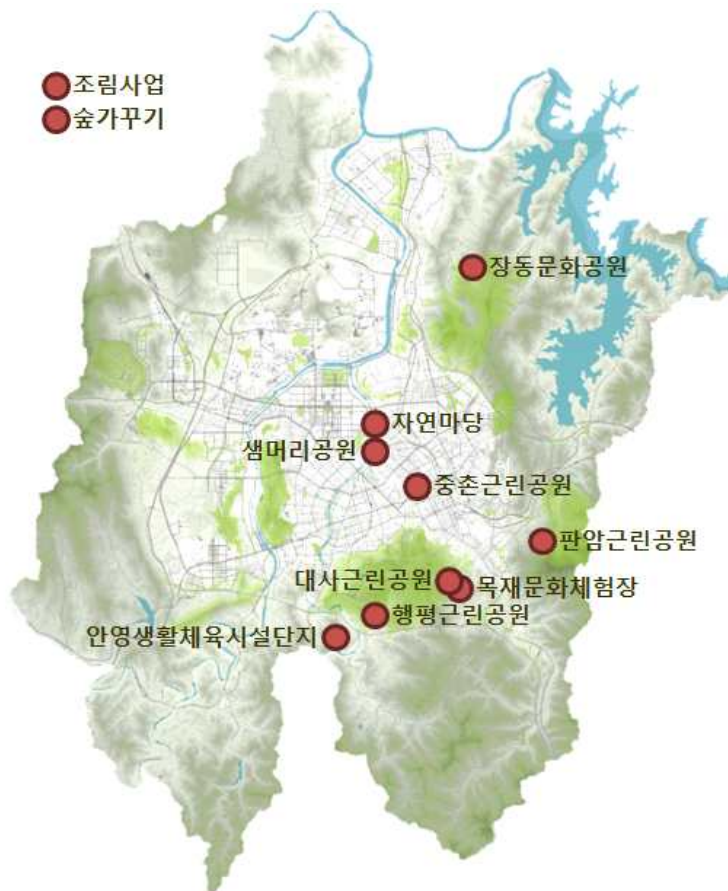 조림사업
숲가꾸기
장동문화공원
자연마당
샘머리공원
중촌근린공원
판암근린공원
대사근린공원
목재문화체험장
행평근린공원
안영생활체육시설단지